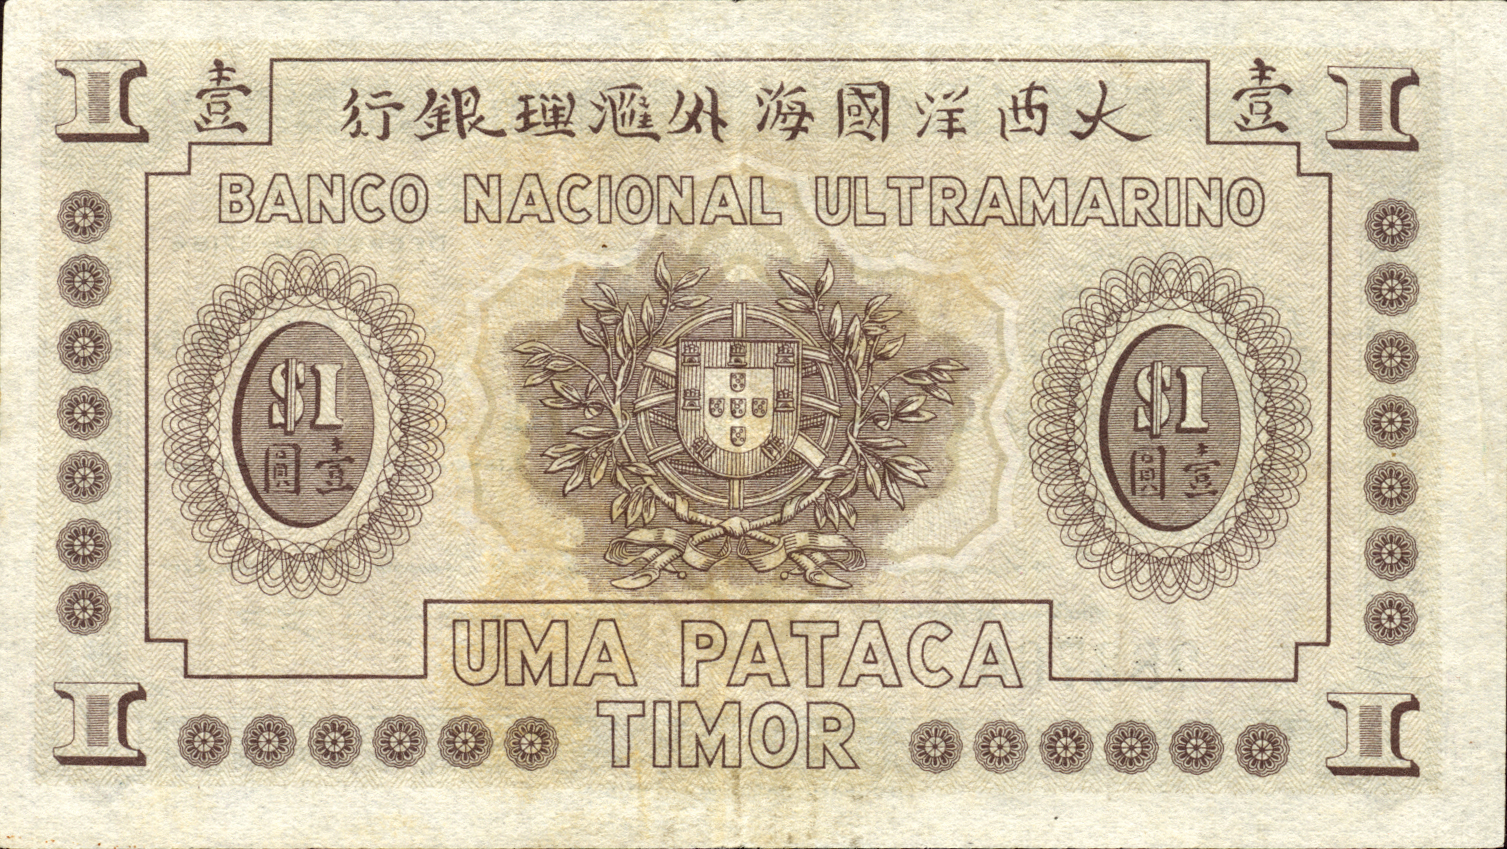 I 壹 大西洋國海外滙理銀行 壹 I
BANCO NACIONAL ULTRAMARINO
$1
壹圓
$1
壹圓
UMA PATACA
I TIMOR I